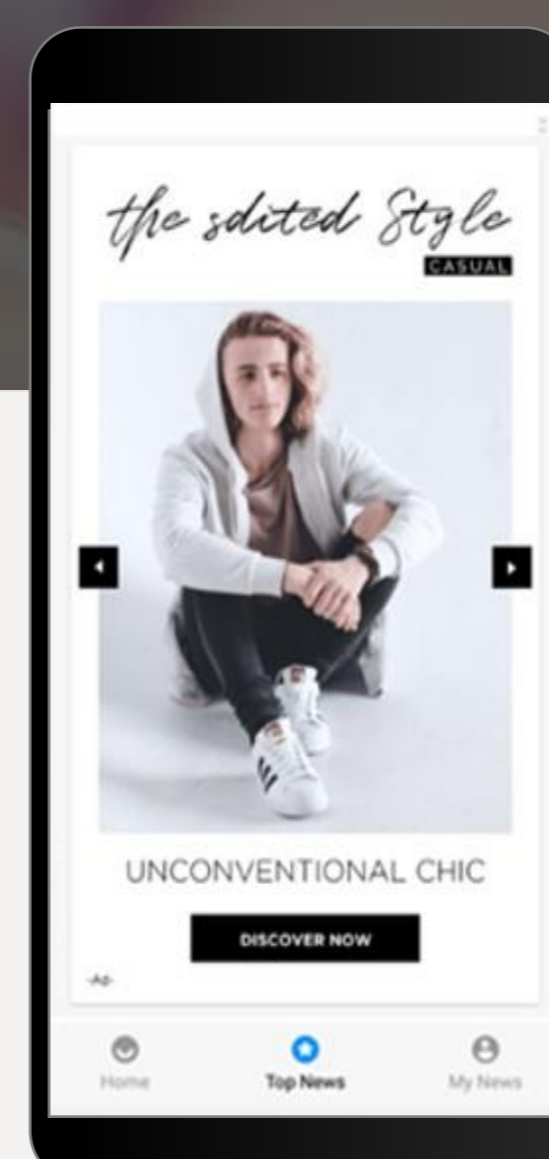 the sdited Style
CASUAL
UNCONVENTIONAL CHIC
DISCOVER NOW
-Ad-
Home
Top News
My News